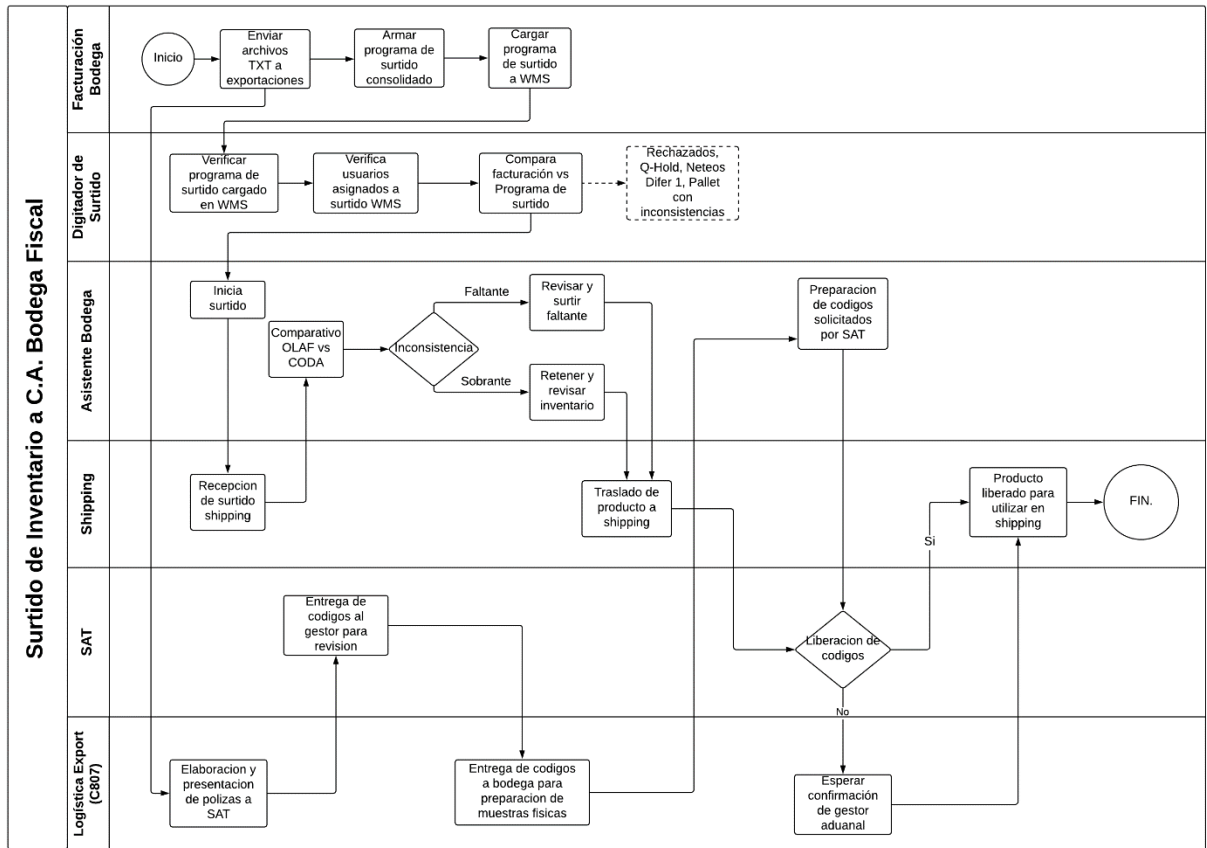 Surtido de Inventario a C.A. Bodega Fiscal
Facturación
Bodega
Inicio
Enviar
archivos
TXT a
exportaciones
Armar
programa de
surtido
consolidado
Cargar
programa
de surtido
a WMS
Digitador de
Surtido
Verificar
programa de
surtido cargado
en WMS
Verifica
usuarios
asignados a
surtido WMS
Compara
facturación vs
Programa de
surtido
Rechazados,
Q-Hold, Neteos
Difer 1, Pallet
con
inconsistencias
Asistente Bodega
Inicia
surtido
Comparativo
OLAF vs
CODA
Inconsistencia
Faltante
Revisar y
surtir
faltante
Sobrante
Retener y
revisar
inventario
Preparacion
de codigos
solicitados
por SAT
Shipping
Recepcion
de surtido
shipping
Traslado de
producto a
shipping
Si
Producto
liberado para
utilizar en
shipping
FIN.
SAT
Entrega de
codigos al
gestor para
revision
Liberacion de
codigos
No
Logística Export
(C807)
Elaboracion y
presentacion
de polizas a
SAT
Entrega de codigos
a bodega para
preparacion de
muestras fisicas
Esperar
confirmación
de gestor
aduanal